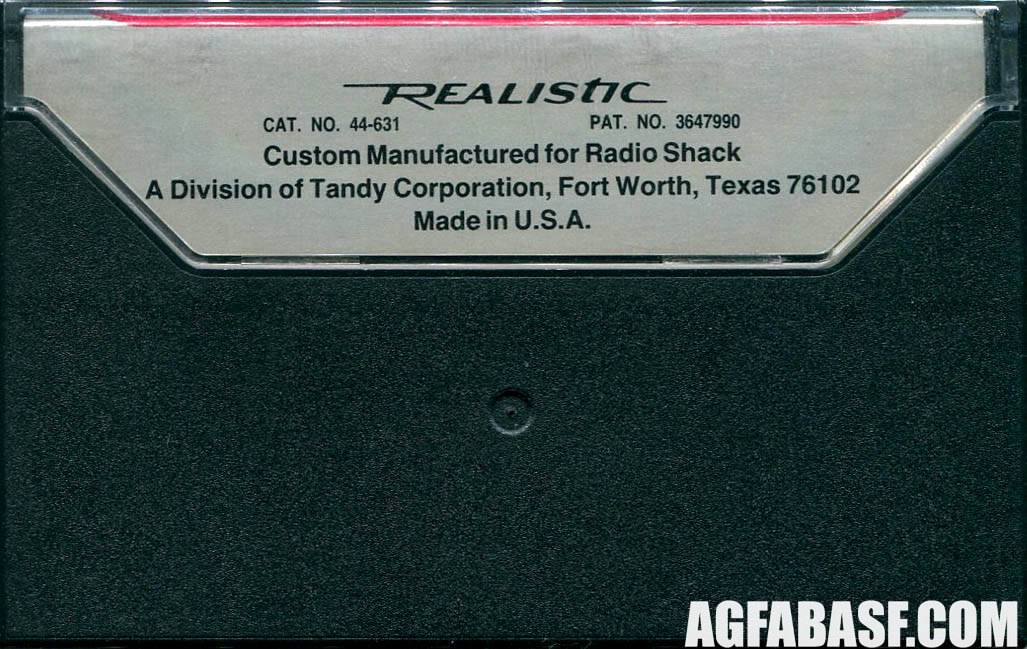 REALISTIC
CAT. NO. 44-631 PAT. NO. 3647990
Custom Manufactured for Radio Shack
A Division of Tandy Corporation, Fort Worth, Texas 76102
Made in U.S.A.
AGFABASF.COM